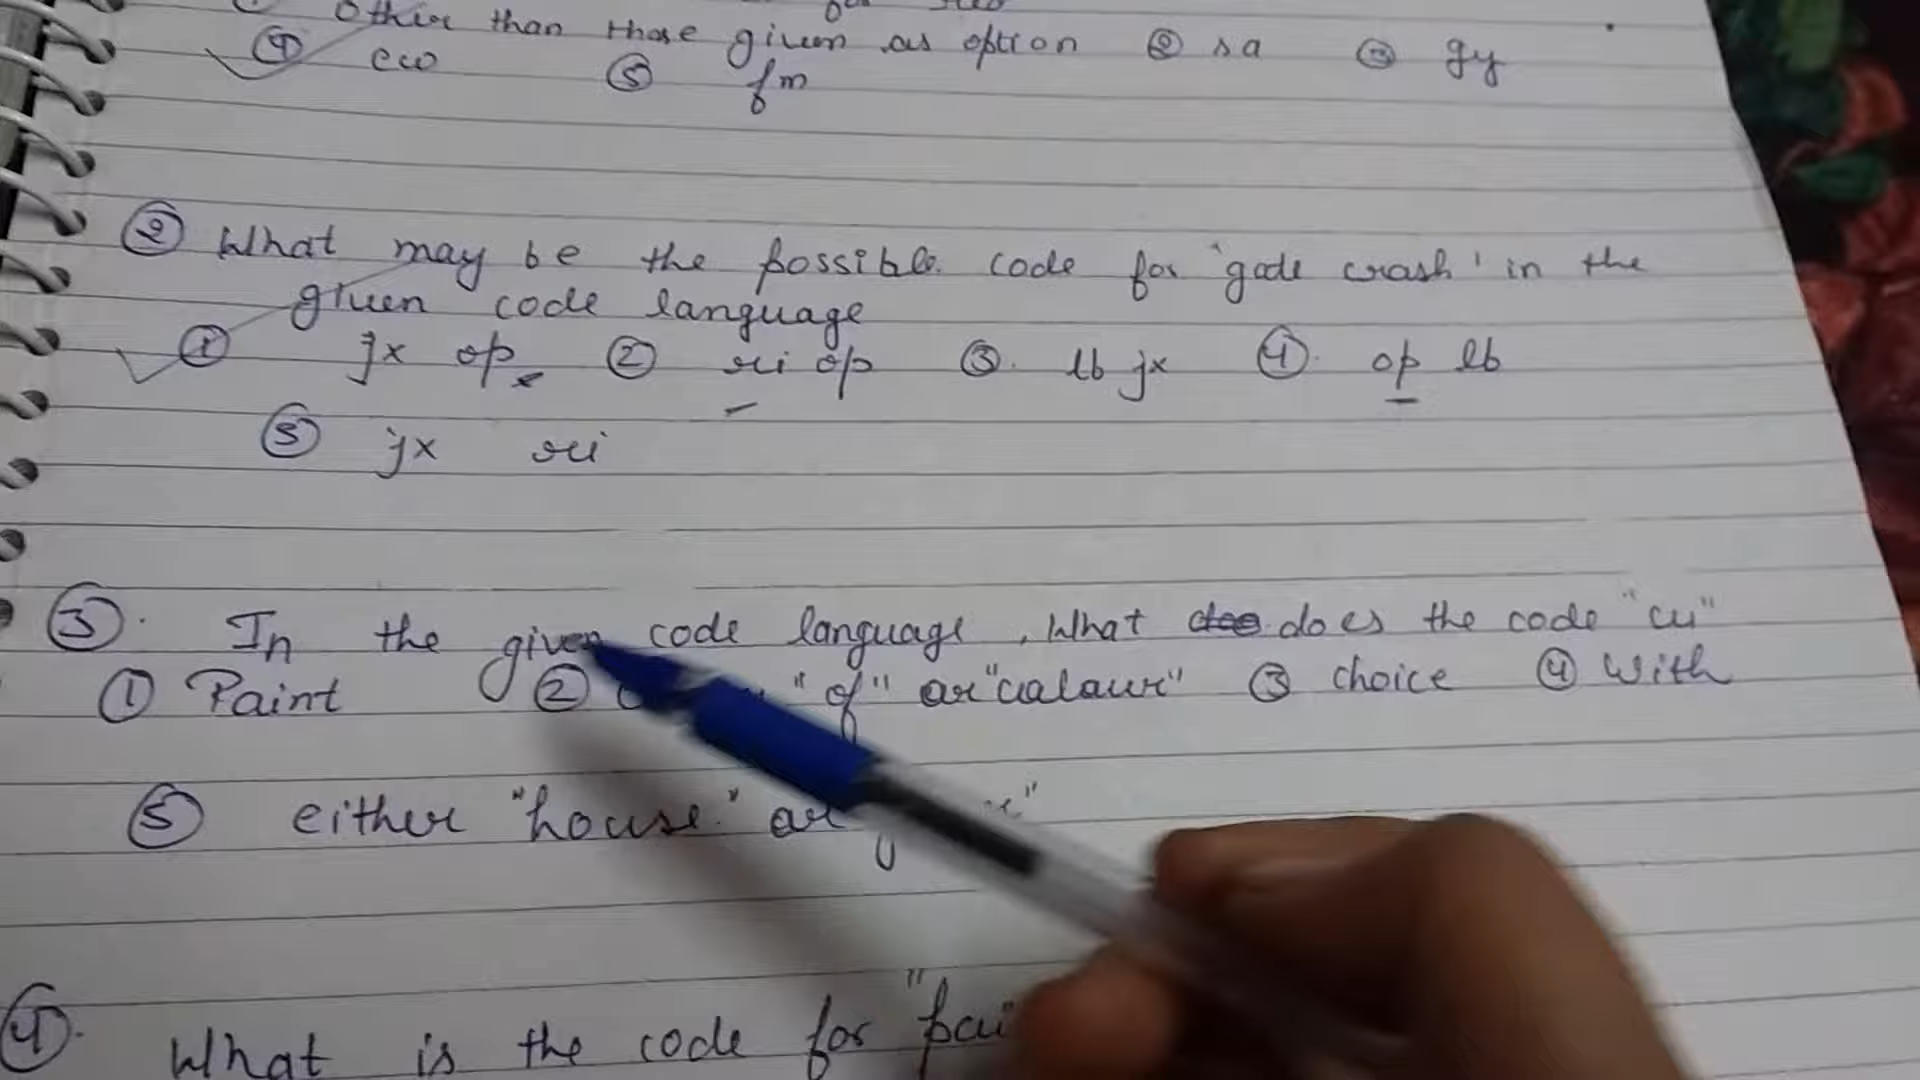 other than those given as option ② sa ③ gy
④ ew ⑤ fm
② What may be the possible code for 'gode crash' in the
given code language
① jx op ② ri op ③. lb jx ④. op lb
⑤ jx ri
③. In the given code language, What does the code "cu"
① Paint ② "of" or "colour" ③ choice ④ With
⑤ either "house" or
④. What is the code for